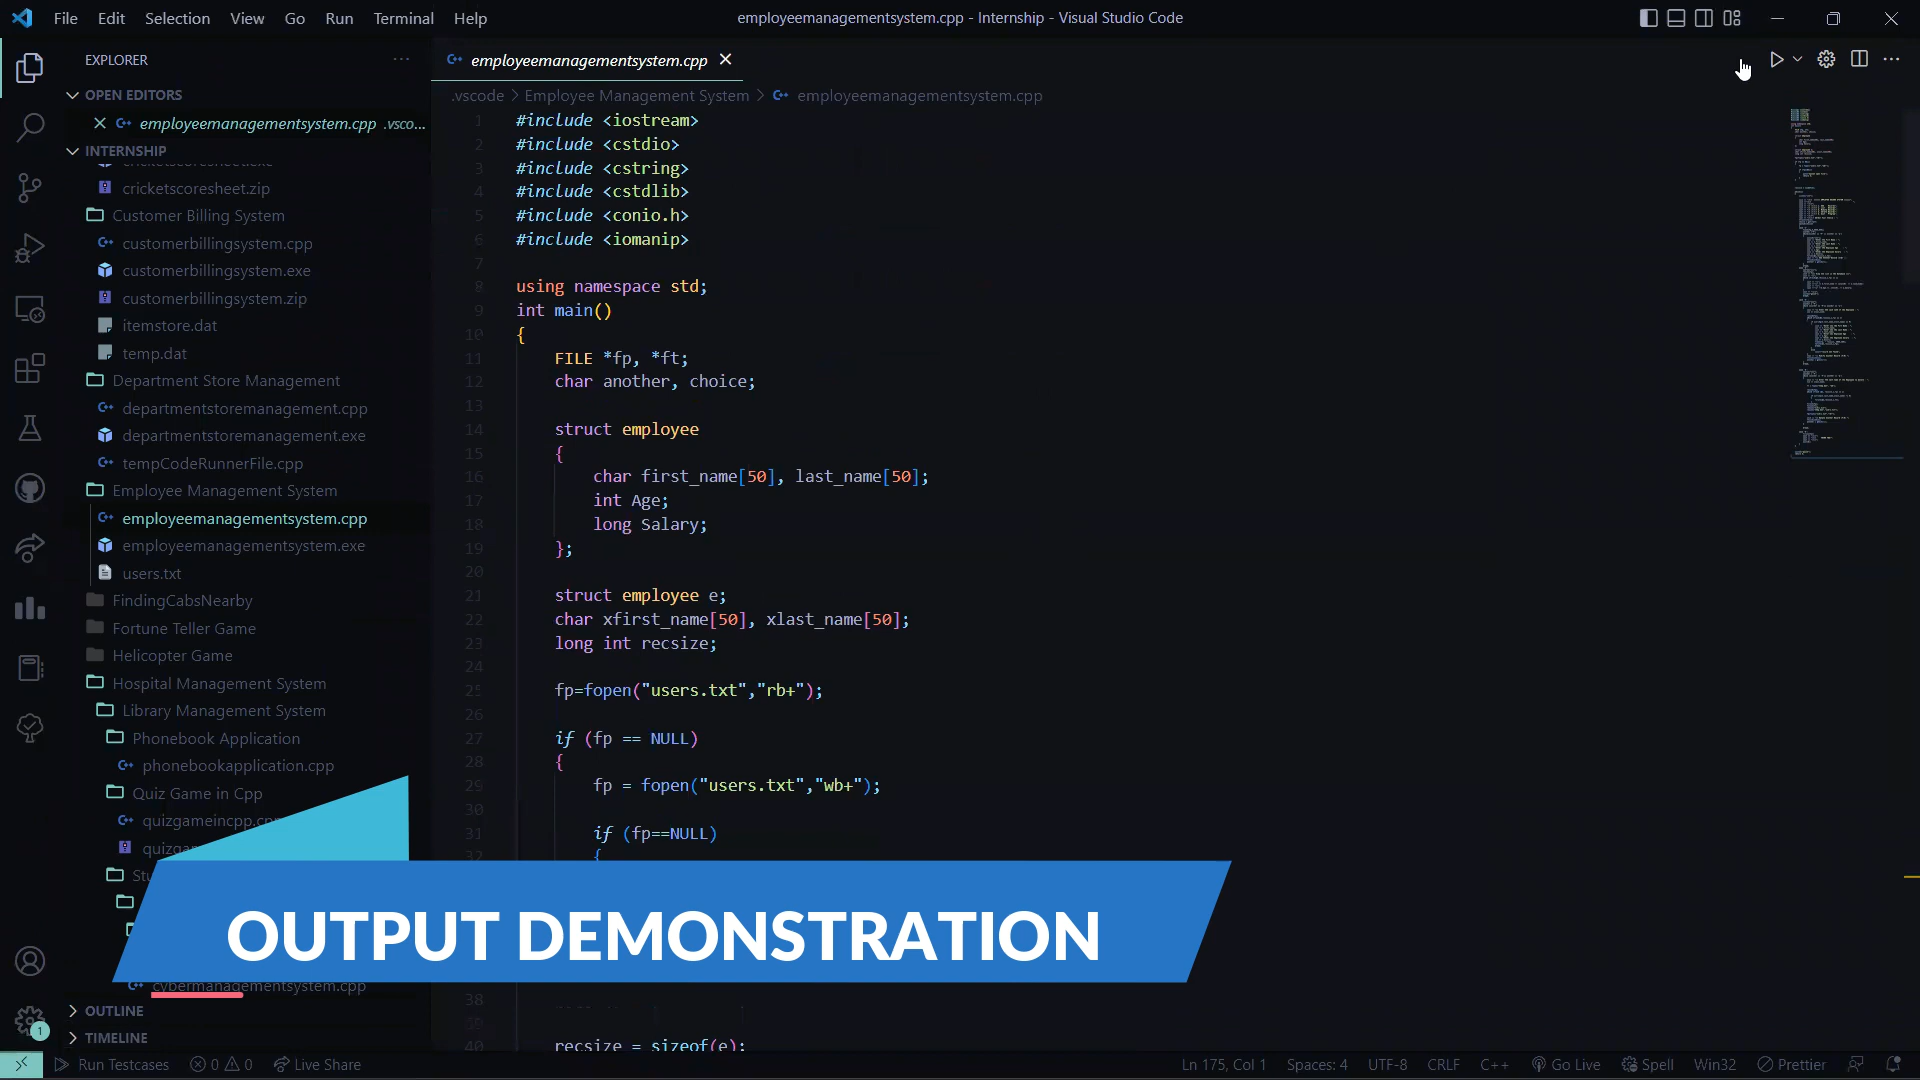 File Edit Selection View Go Run Terminal Help
employeemanagementsystem.cpp - Internship - Visual Studio Code
EXPLORER
OPEN EDITORS
employeemanagementsystem.cpp .vsco...
INTERNSHIP
cricketscoresheet.exe
cricketscoresheet.zip
Customer Billing System
customerbillingsystem.cpp
customerbillingsystem.exe
customerbillingsystem.zip
itemstore.dat
temp.dat
Department Store Management
departmentstoremanagement.cpp
departmentstoremanagement.exe
tempCodeRunnerFile.cpp
Employee Management System
employeemanagementsystem.cpp
employeemanagementsystem.exe
users.txt
FindingCabsNearby
Fortune Teller Game
Helicopter Game
Hospital Management System
Library Management System
Phonebook Application
phonebookapplication.cpp
Quiz Game in Cpp
quizgameincpp.cpp
cybermanagementsystem.cpp
OUTLINE
TIMELINE
employeemanagementsystem.cpp
.vscode > Employee Management System > employeemanagementsystem.cpp
1 #include <iostream>
2 #include <cstdio>
3 #include <cstring>
4 #include <cstdlib>
5 #include <conio.h>
6 #include <iomanip>
7
8 using namespace std;
9 int main()
10 {
11 FILE *fp, *ft;
12 char another, choice;
13
14 struct employee
15 {
16 char first_name[50], last_name[50];
17 int Age;
18 long Salary;
19 };
20
21 struct employee e;
22 char xfirst_name[50], xlast_name[50];
23 long int recsize;
24
25 fp=fopen("users.txt","rb+");
26
27 if (fp == NULL)
28 {
29 fp = fopen("users.txt","wb+");
30
31 if (fp==NULL)
32 {
38
39
40 recsize = sizeof(e);
OUTPUT DEMONSTRATION
1
Run Testcases 0 0 Live Share
Ln 175, Col 1 Spaces: 4 UTF-8 CRLF C++ Go Live Spell Win32 Prettier